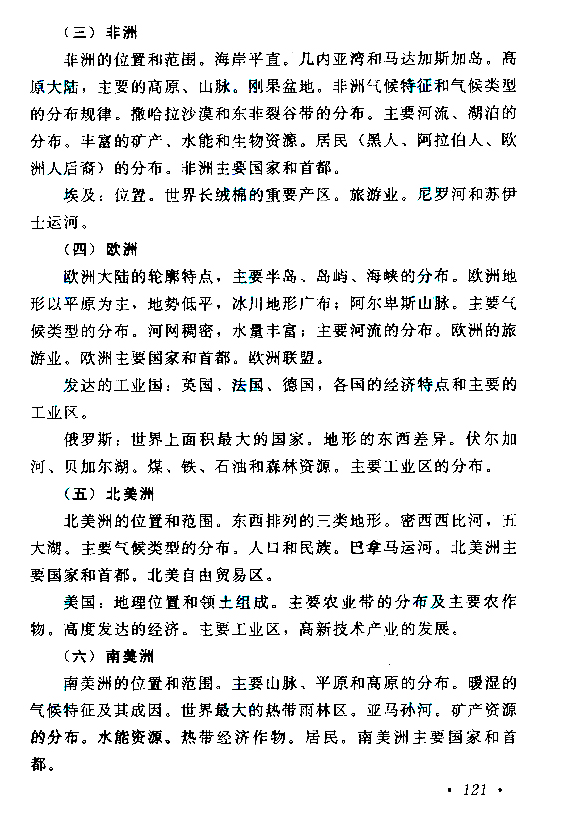 （三）非洲
非洲的位置和范围。海岸平直。几内亚湾和马达加斯加岛。高
原大陆，主要的高原、山脉。刚果盆地。非洲气候特征和气候类型
的分布规律。撒哈拉沙漠和东非裂谷带的分布。主要河流、湖泊的
分布。丰富的矿产、水能和生物资源。居民（黑人、阿拉伯人、欧
洲人后裔）的分布。非洲主要国家和首都。
埃及：位置。世界长绒棉的重要产区。旅游业。尼罗河和苏伊
士运河。
（四）欧洲
欧洲大陆的轮廓特点，主要半岛、岛屿、海峡的分布。欧洲地
形以平原为主，地势低平，冰川地形广布；阿尔卑斯山脉。主要气
候类型的分布。河网稠密，水量丰富；主要河流的分布。欧洲的旅
游业。欧洲主要国家和首都。欧洲联盟。
发达的工业国：英国、法国、德国，各国的经济特点和主要的
工业区。
俄罗斯：世界上面积最大的国家。地形的东西差异。伏尔加
河、贝加尔湖。煤、铁、石油和森林资源。主要工业区的分布。
（五）北美洲
北美洲的位置和范围。东西排列的三类地形。密西西比河，五
大湖。主要气候类型的分布。人口和民族。巴拿马运河。北美洲主
要国家和首都。北美自由贸易区。
美国：地理位置和领土组成。主要农业带的分布及主要农作
物。高度发达的经济。主要工业区，高新技术产业的发展。
（六）南美洲
南美洲的位置和范围。主要山脉、平原和高原的分布。暖湿的
气候特征及其成因。世界最大的热带雨林区。亚马孙河。矿产资源
的分布。水能资源、热带经济作物。居民。南美洲主要国家和首
都。
· 121 ·